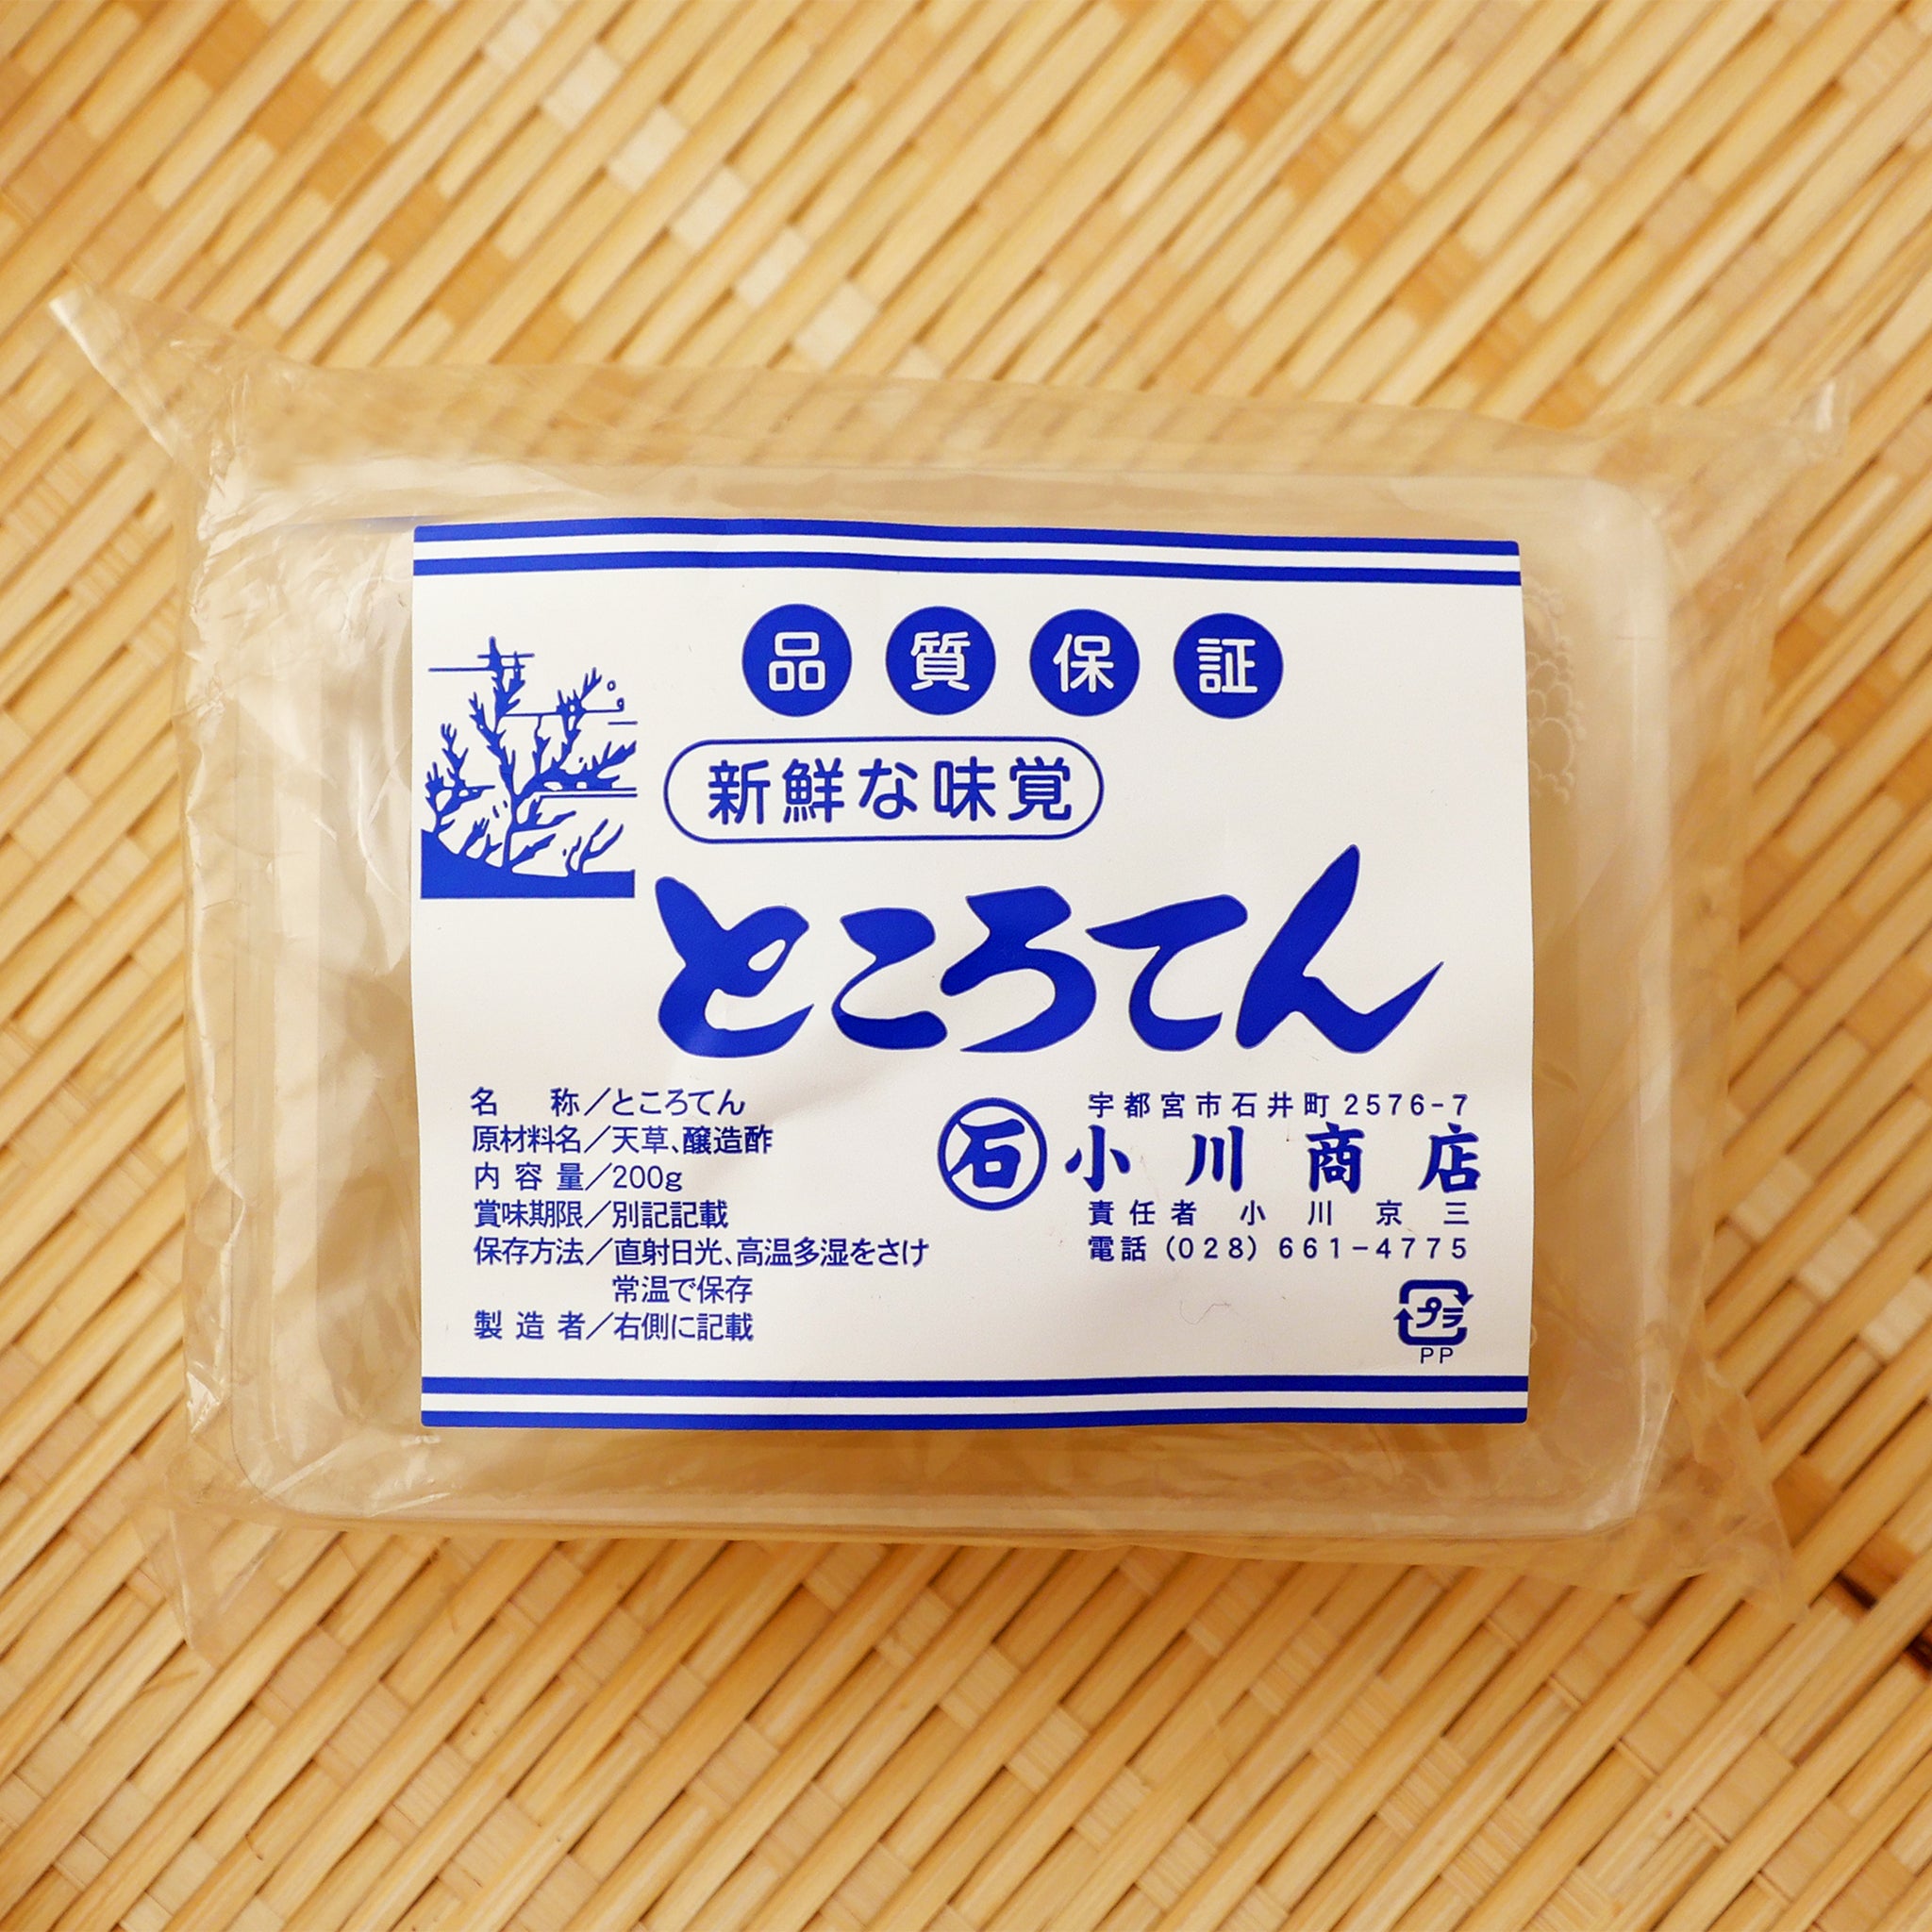 品質保証
新鮮な味覚
ところてん
名称／ところてん
原材料名／天草、醸造酢
内容量／200g
賞味期限／別記記載
保存方法／直射日光、高温多湿をさけ
常温で保存
製造者／右側に記載
宇都宮市石井町2576-7
石 小川商店
責任者 小川京三
電話(028)661-4775
プラ
PP